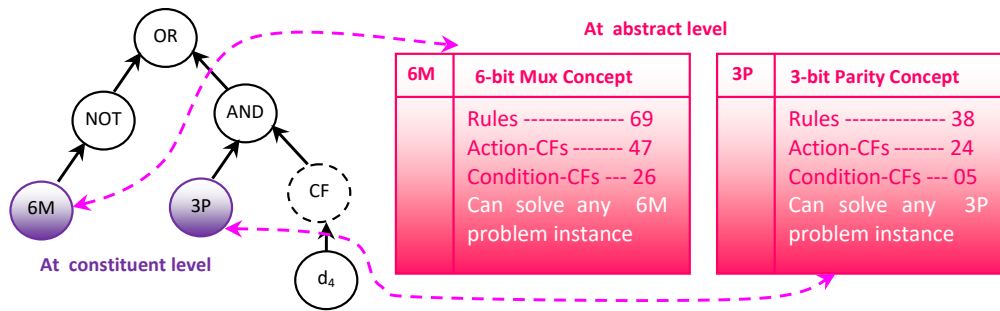 OR
NOT
AND
6M
3P
CF
d₄
At constituent level
At abstract level
6M 6-bit Mux Concept
Rules -------------- 69
Action-CFs ------- 47
Condition-CFs --- 26
Can solve any 6M
problem instance
3P 3-bit Parity Concept
Rules -------------- 38
Action-CFs ------- 24
Condition-CFs --- 05
Can solve any 3P
problem instance